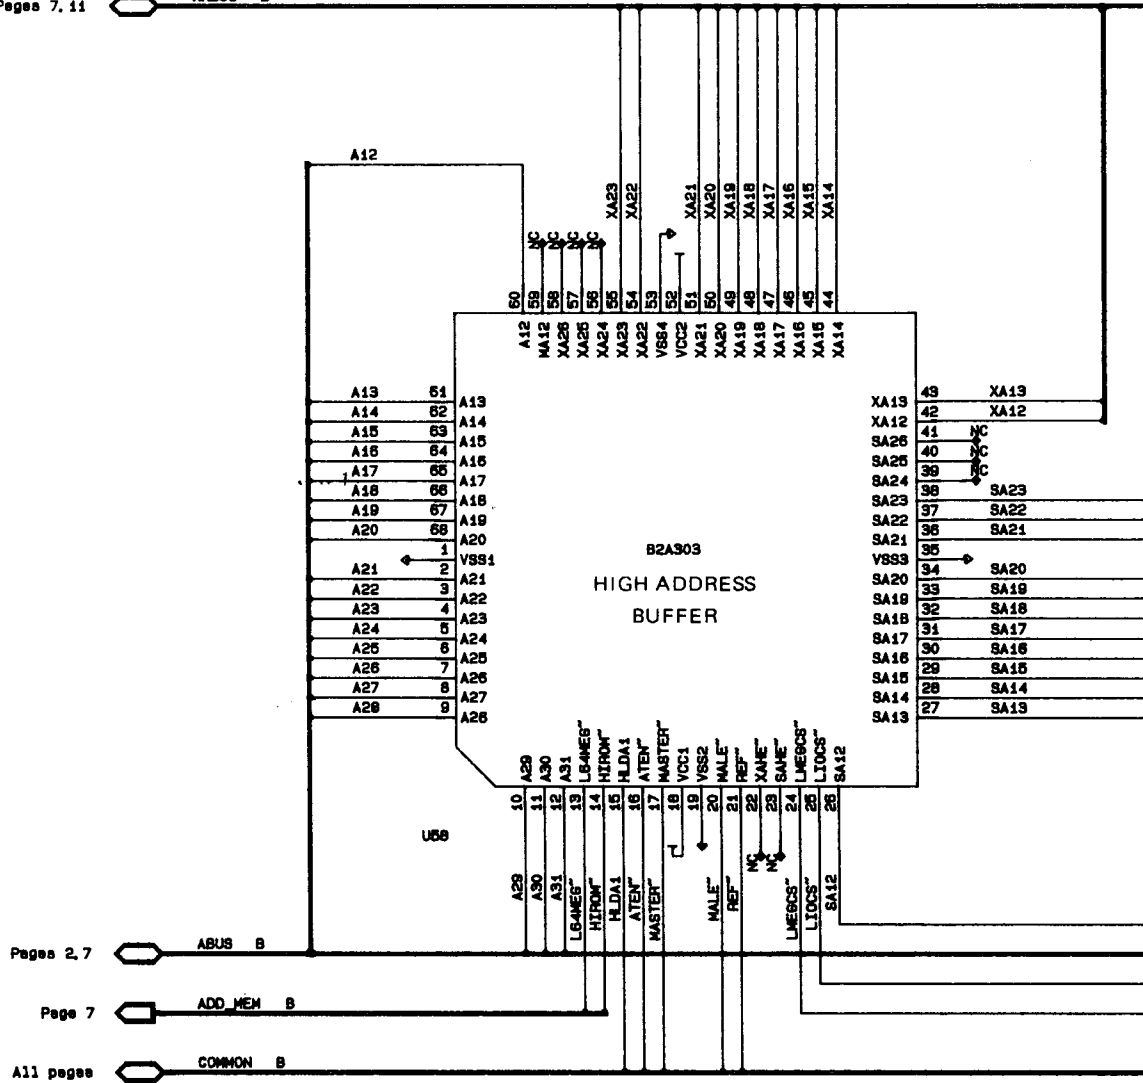 Pages 7, 11
A12
XA23
XA22
XA21
XA20
XA19
XA18
XA17
XA16
XA15
XA14
NC
NC
NC
NC
60
59
58
57
56
55
54
53
52
51
50
49
48
47
46
45
44
A12
MA12
XA26
XA25
XA24
XA23
XA22
VSS4
VCC2
XA21
XA20
XA19
XA18
XA17
XA16
XA15
XA14
A13 61 A13
A14 62 A14
A15 63 A15
A16 64 A16
A17 65 A17
A18 66 A18
A19 67 A19
A20 68 A20
1 VSS1
A21 2 A21
A22 3 A22
A23 4 A23
A24 5 A24
A25 6 A25
A26 7 A26
A27 8 A27
A28 9 A28
XA13 43 XA13
XA12 42 XA12
SA26 41 NC
SA25 40 NC
SA24 39 NC
SA23 38 SA23
SA22 37 SA22
SA21 36 SA21
VSS3 35
SA20 34 SA20
SA19 33 SA19
SA18 32 SA18
SA17 31 SA17
SA16 30 SA16
SA15 29 SA15
SA14 28 SA14
SA13 27 SA13
B2A303
HIGH ADDRESS
BUFFER
A29
A30
A31
L64MEG~
HIROM~
HLDA1
ATEN~
MASTER~
VCC1
VSS2
MALE~
REF~
XAHE~
SAHE~
LMEGCS~
LIOCS~
SA12
10
11
12
13
14
15
16
17
18
19
20
21
22
23
24
25
26
U58
A29
A30
A31
L64MEG~
HIROM~
HLDA1
ATEN~
MASTER~
MALE~
REF~
NC
NC
LMEGCS~
LIOCS~
SA12
Pages 2,7 ABUS B
Page 7 ADD_MEM B
All pages COMMON B